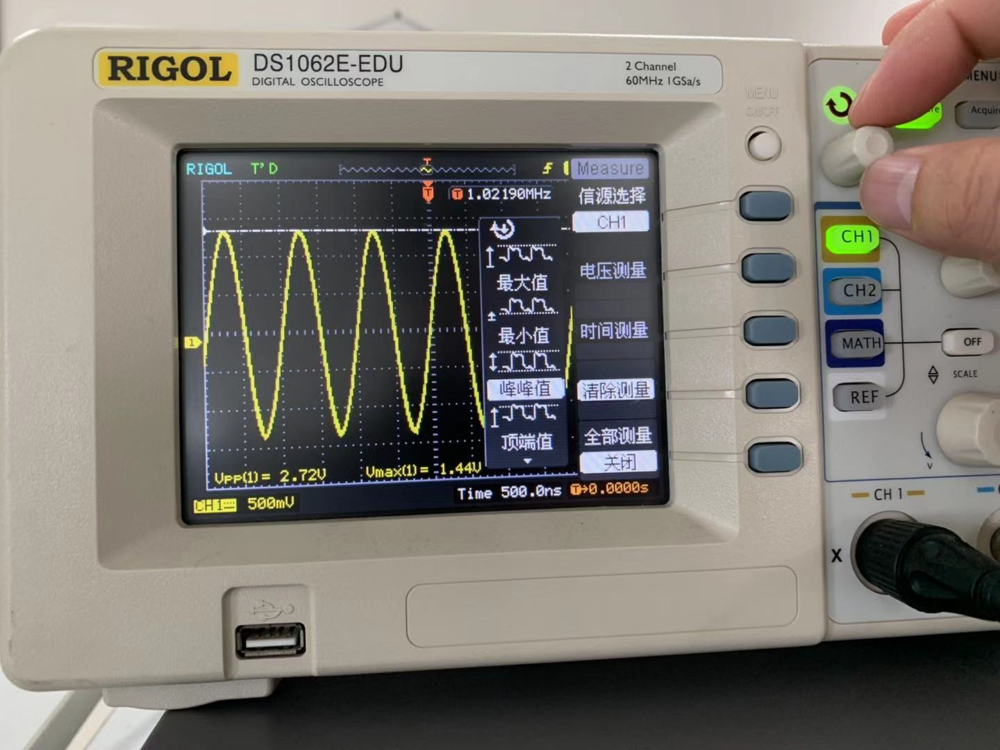 RIGOL
DS1062E-EDU
DIGITAL OSCILLOSCOPE
2 Channel
60MHz 1GSa/s
MENU
ON/OFF
MENU
Acquire
RIGOL T'D
Measure
T 1.02190MHz
信源选择
CH1
电压测量
时间测量
清除测量
全部测量
关闭
最大值
最小值
峰峰值
顶端值
1
Vpp(1)= 2.72V
Vmax(1)= 1.44V
CH1 500mV
Time 500.0ns
T→0.0000s
CH1
CH2
MATH
REF
OFF
SCALE
V
CH 1
X